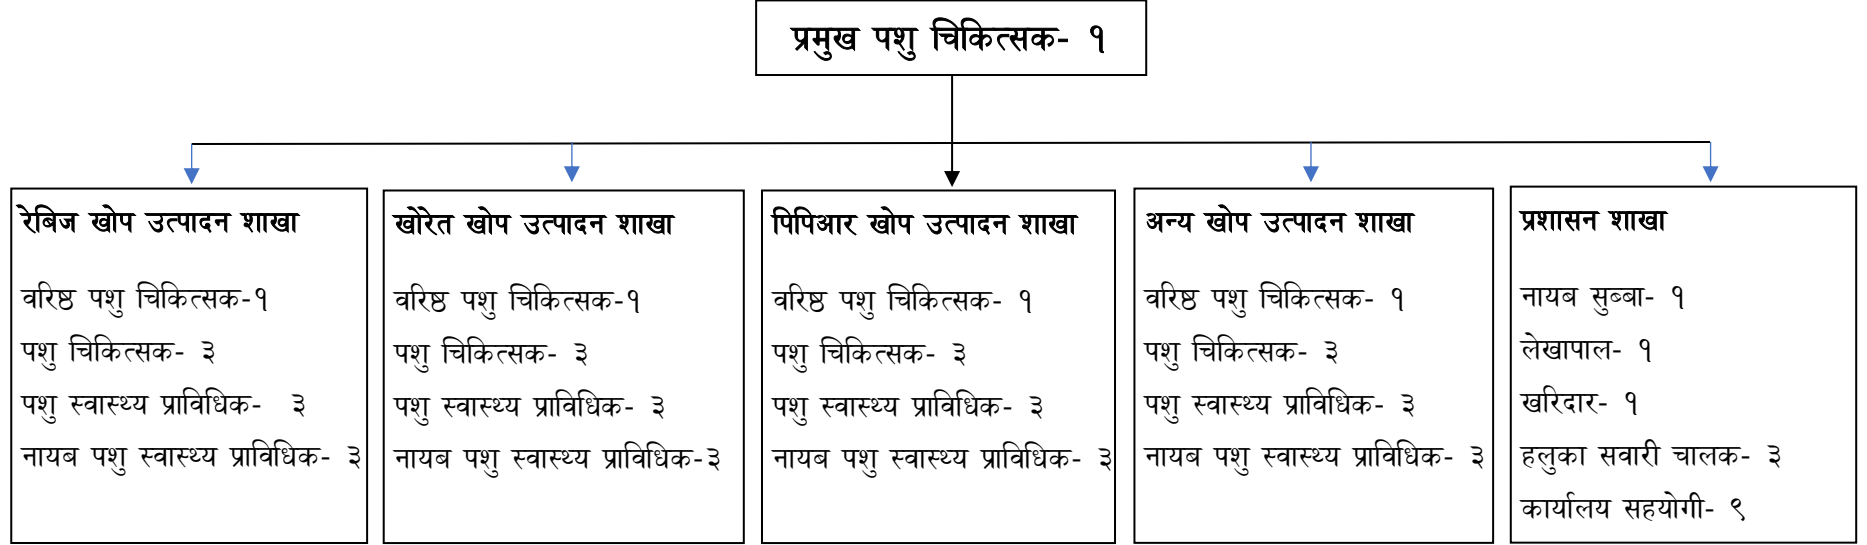 प्रमुख पशु चिकित्सक- १
रेबिज खोप उत्पादन शाखा
वरिष्ठ पशु चिकित्सक-१
पशु चिकित्सक- ३
पशु स्वास्थ्य प्राविधिक- ३
नायब पशु स्वास्थ्य प्राविधिक- ३
खोरेत खोप उत्पादन शाखा
वरिष्ठ पशु चिकित्सक-१
पशु चिकित्सक- ३
पशु स्वास्थ्य प्राविधिक- ३
नायब पशु स्वास्थ्य प्राविधिक-३
पिपिआर खोप उत्पादन शाखा
वरिष्ठ पशु चिकित्सक- १
पशु चिकित्सक- ३
पशु स्वास्थ्य प्राविधिक- ३
नायब पशु स्वास्थ्य प्राविधिक- ३
अन्य खोप उत्पादन शाखा
वरिष्ठ पशु चिकित्सक- १
पशु चिकित्सक- ३
पशु स्वास्थ्य प्राविधिक- ३
नायब पशु स्वास्थ्य प्राविधिक- ३
प्रशासन शाखा
नायब सुब्बा- १
लेखापाल- १
खरिदार- १
हलुका सवारी चालक- ३
कार्यालय सहयोगी- ९